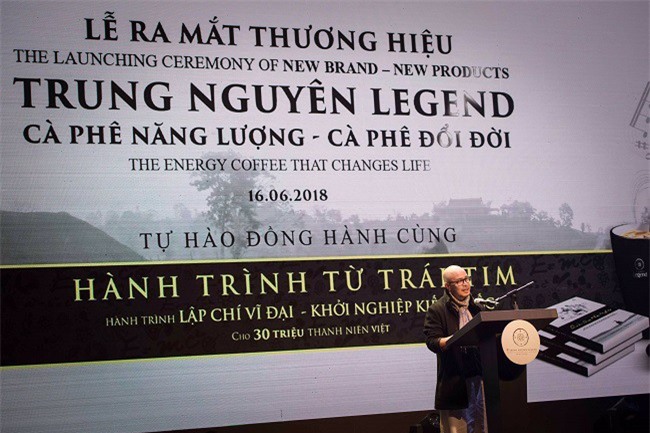 LỄ RA MẮT THƯƠNG HIỆU
THE LAUNCHING CEREMONY OF NEW BRAND – NEW PRODUCTS
TRUNG NGUYÊN LEGEND
CÀ PHÊ NĂNG LƯỢNG - CÀ PHÊ ĐỔI ĐỜI
THE ENERGY COFFEE THAT CHANGES LIFE
16.06.2018
TỰ HÀO ĐỒNG HÀNH CÙNG
HÀNH TRÌNH TỪ TRÁI TIM
HÀNH TRÌNH LẬP CHÍ VĨ ĐẠI - KHỞI NGHIỆP
CHO 30 TRIỆU THANH NIÊN VIỆT